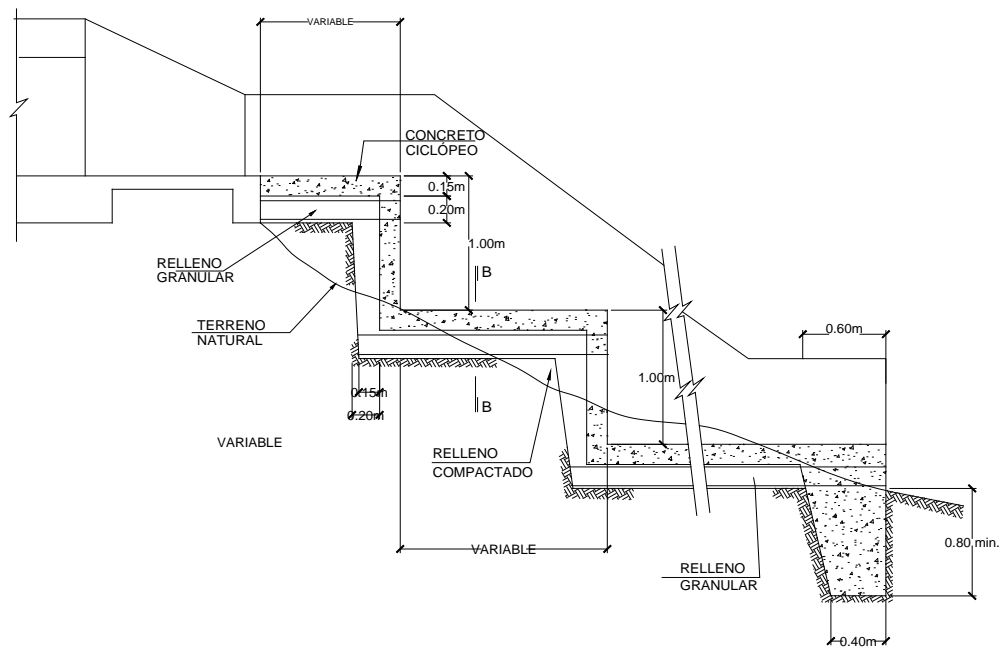 VARIABLE
CONCRETO
CICLÓPEO
0.15m
0.20m
1.00m
RELLENO
GRANULAR
B
TERRENO
NATURAL
0.60m
1.00m
0.15m
0.20m
B
VARIABLE
RELLENO
COMPACTADO
VARIABLE
0.80 min.
RELLENO
GRANULAR
0.40m